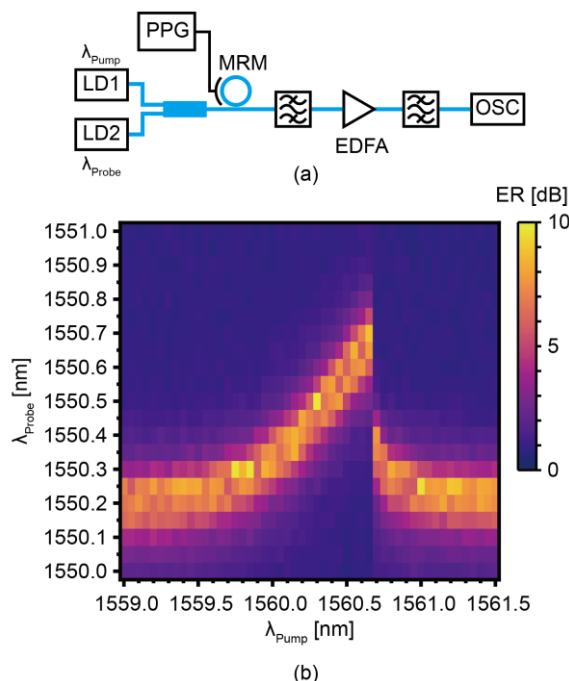 PPG
λPump
MRM
LD1
LD2
OSC
EDFA
λProbe
(a)
ER [dB]
1551.0
10
1550.9
1550.8
1550.7
1550.6
5
1550.5
λProbe [nm]
1550.4
1550.3
0
1550.2
1550.1
1550.0
1559.0 1559.5 1560.0 1560.5 1561.0 1561.5
λPump [nm]
(b)